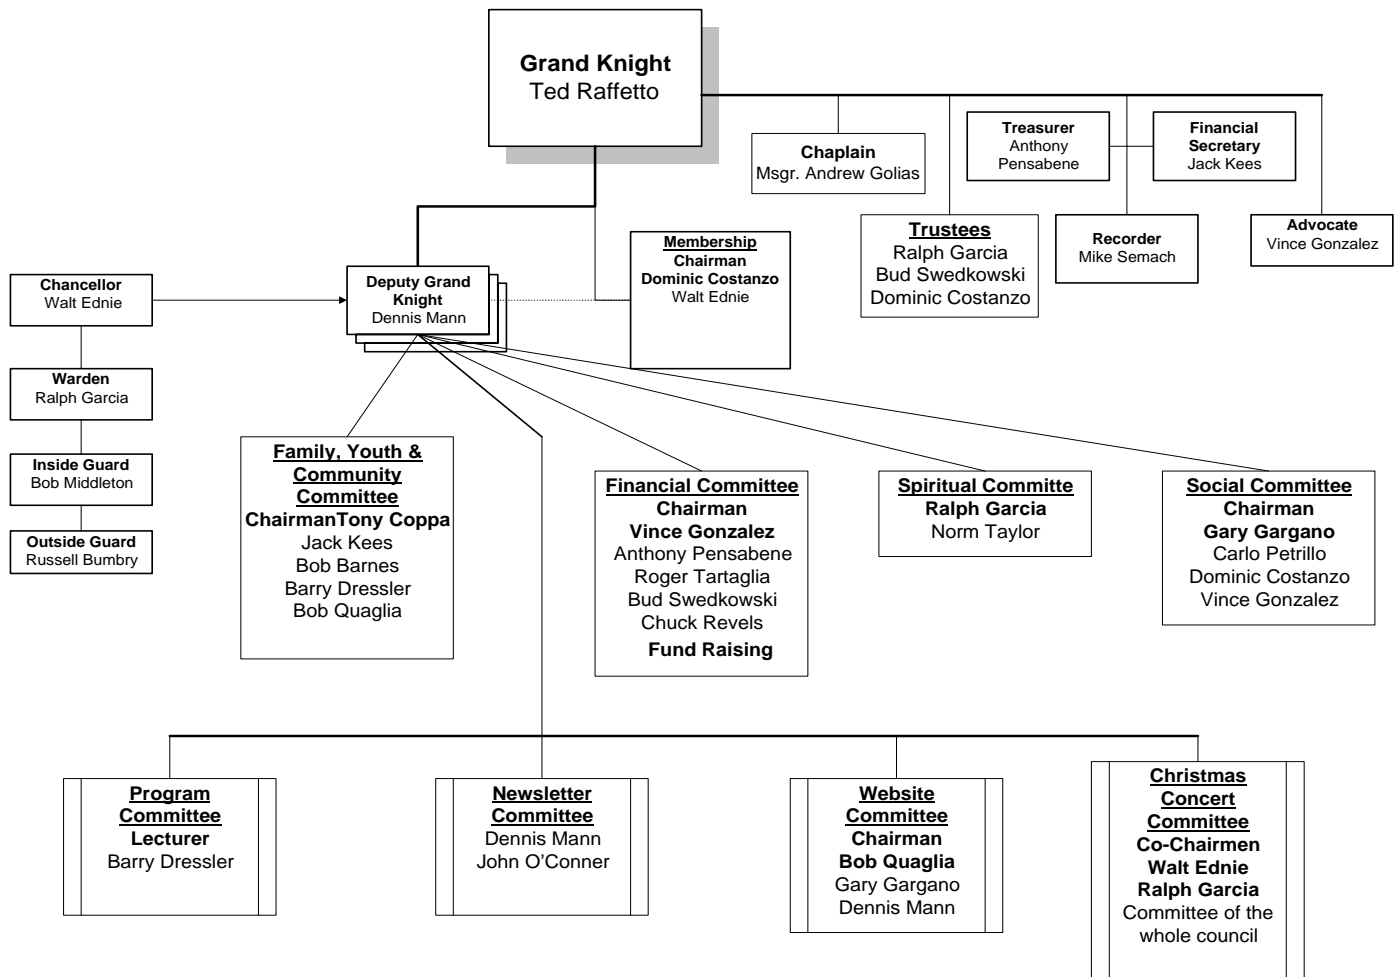 Grand Knight
Ted Raffetto
Chaplain
Msgr. Andrew Golias
Treasurer
Anthony
Pensabene
Financial
Secretary
Jack Kees
Trustees
Ralph Garcia
Bud Swedkowski
Dominic Costanzo
Recorder
Mike Semach
Advocate
Vince Gonzalez
Membership
Chairman
Dominic Costanzo
Walt Ednie
Deputy Grand
Knight
Dennis Mann
Chancellor
Walt Ednie
Warden
Ralph Garcia
Inside Guard
Bob Middleton
Outside Guard
Russell Bumbry
Family, Youth &
Community
Committee
ChairmanTony Coppa
Jack Kees
Bob Barnes
Barry Dressler
Bob Quaglia
Financial Committee
Chairman
Vince Gonzalez
Anthony Pensabene
Roger Tartaglia
Bud Swedkowski
Chuck Revels
Fund Raising
Spiritual Committe
Ralph Garcia
Norm Taylor
Social Committee
Chairman
Gary Gargano
Carlo Petrillo
Dominic Costanzo
Vince Gonzalez
Program
Committee
Lecturer
Barry Dressler
Newsletter
Committee
Dennis Mann
John O’Conner
Website
Committee
Chairman
Bob Quaglia
Gary Gargano
Dennis Mann
Christmas
Concert
Committee
Co-Chairmen
Walt Ednie
Ralph Garcia
Committee of the
whole council